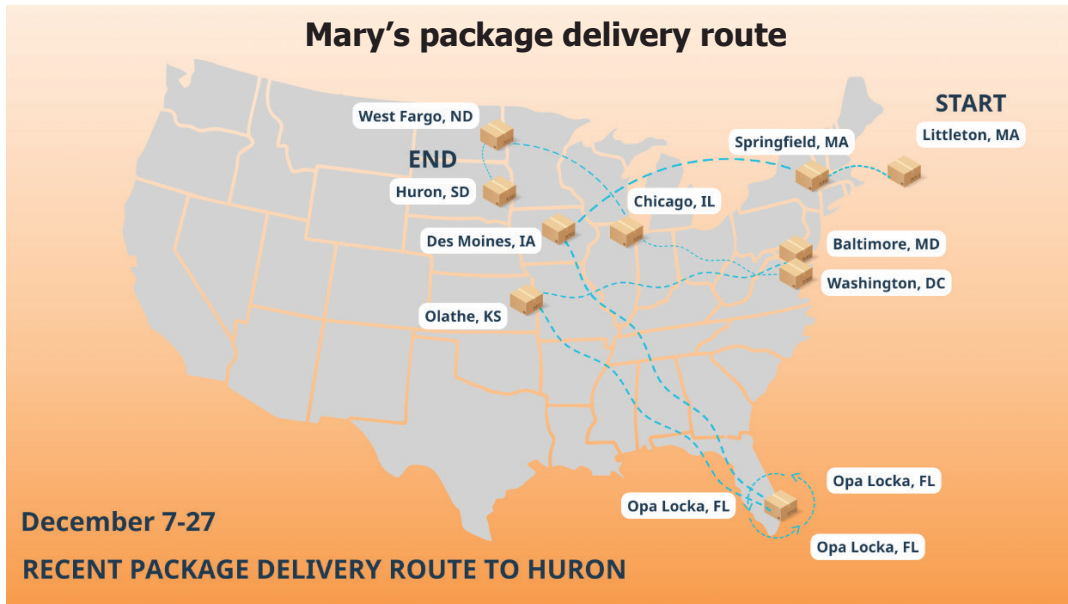 Mary's package delivery route
West Fargo, ND
START
Littleton, MA
Springfield, MA
END
Huron, SD
Chicago, IL
Des Moines, IA
Baltimore, MD
Washington, DC
Olathe, KS
Opa Locka, FL
Opa Locka, FL
Opa Locka, FL
December 7-27
RECENT PACKAGE DELIVERY ROUTE TO HURON